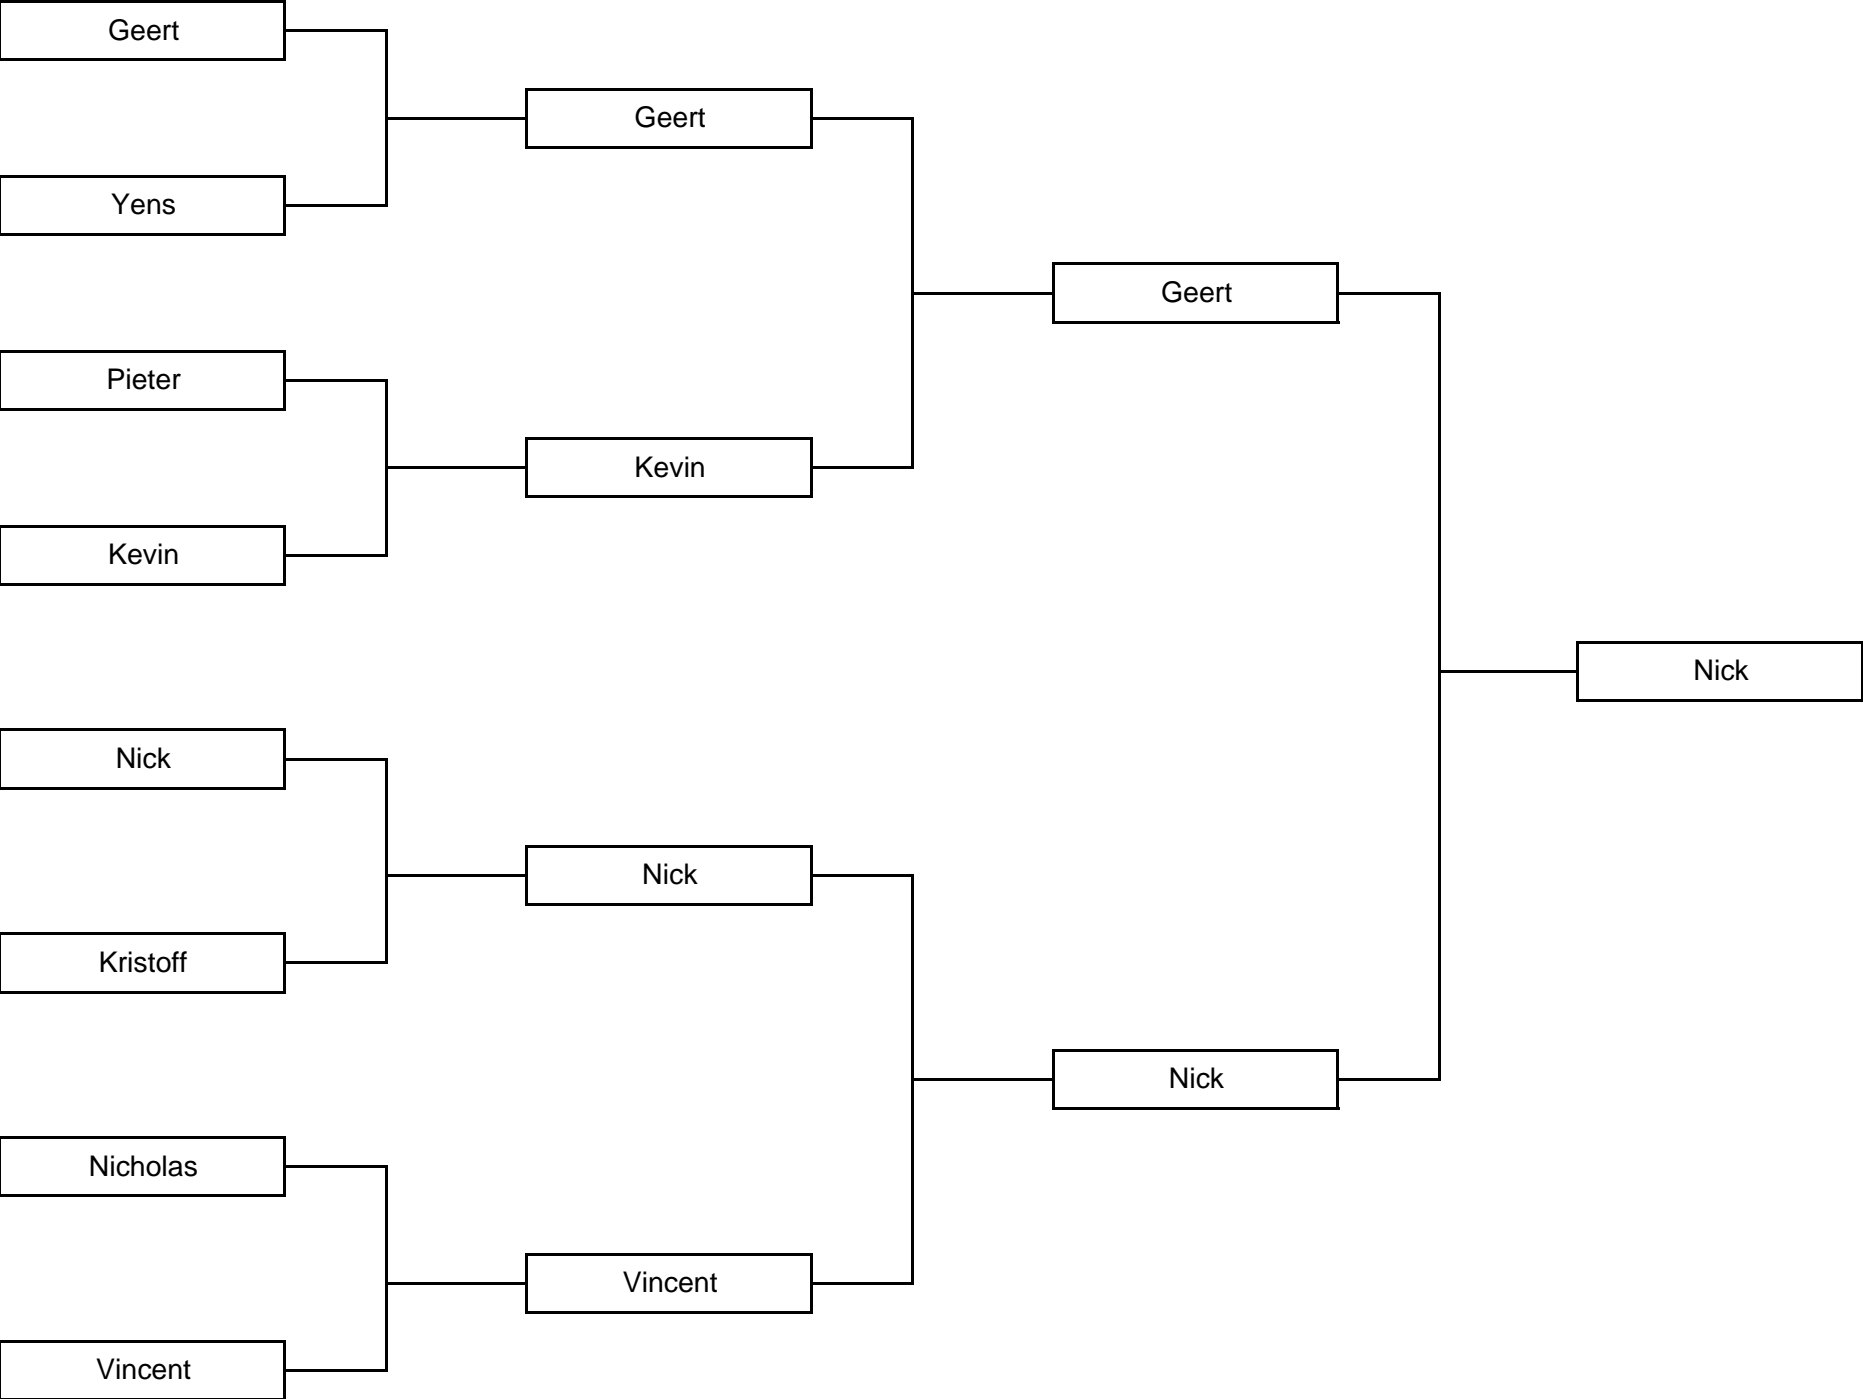 Geert
Yens
Pieter
Kevin
Nick
Kristoff
Nicholas
Vincent
Geert
Kevin
Nick
Vincent
Geert
Nick
Nick